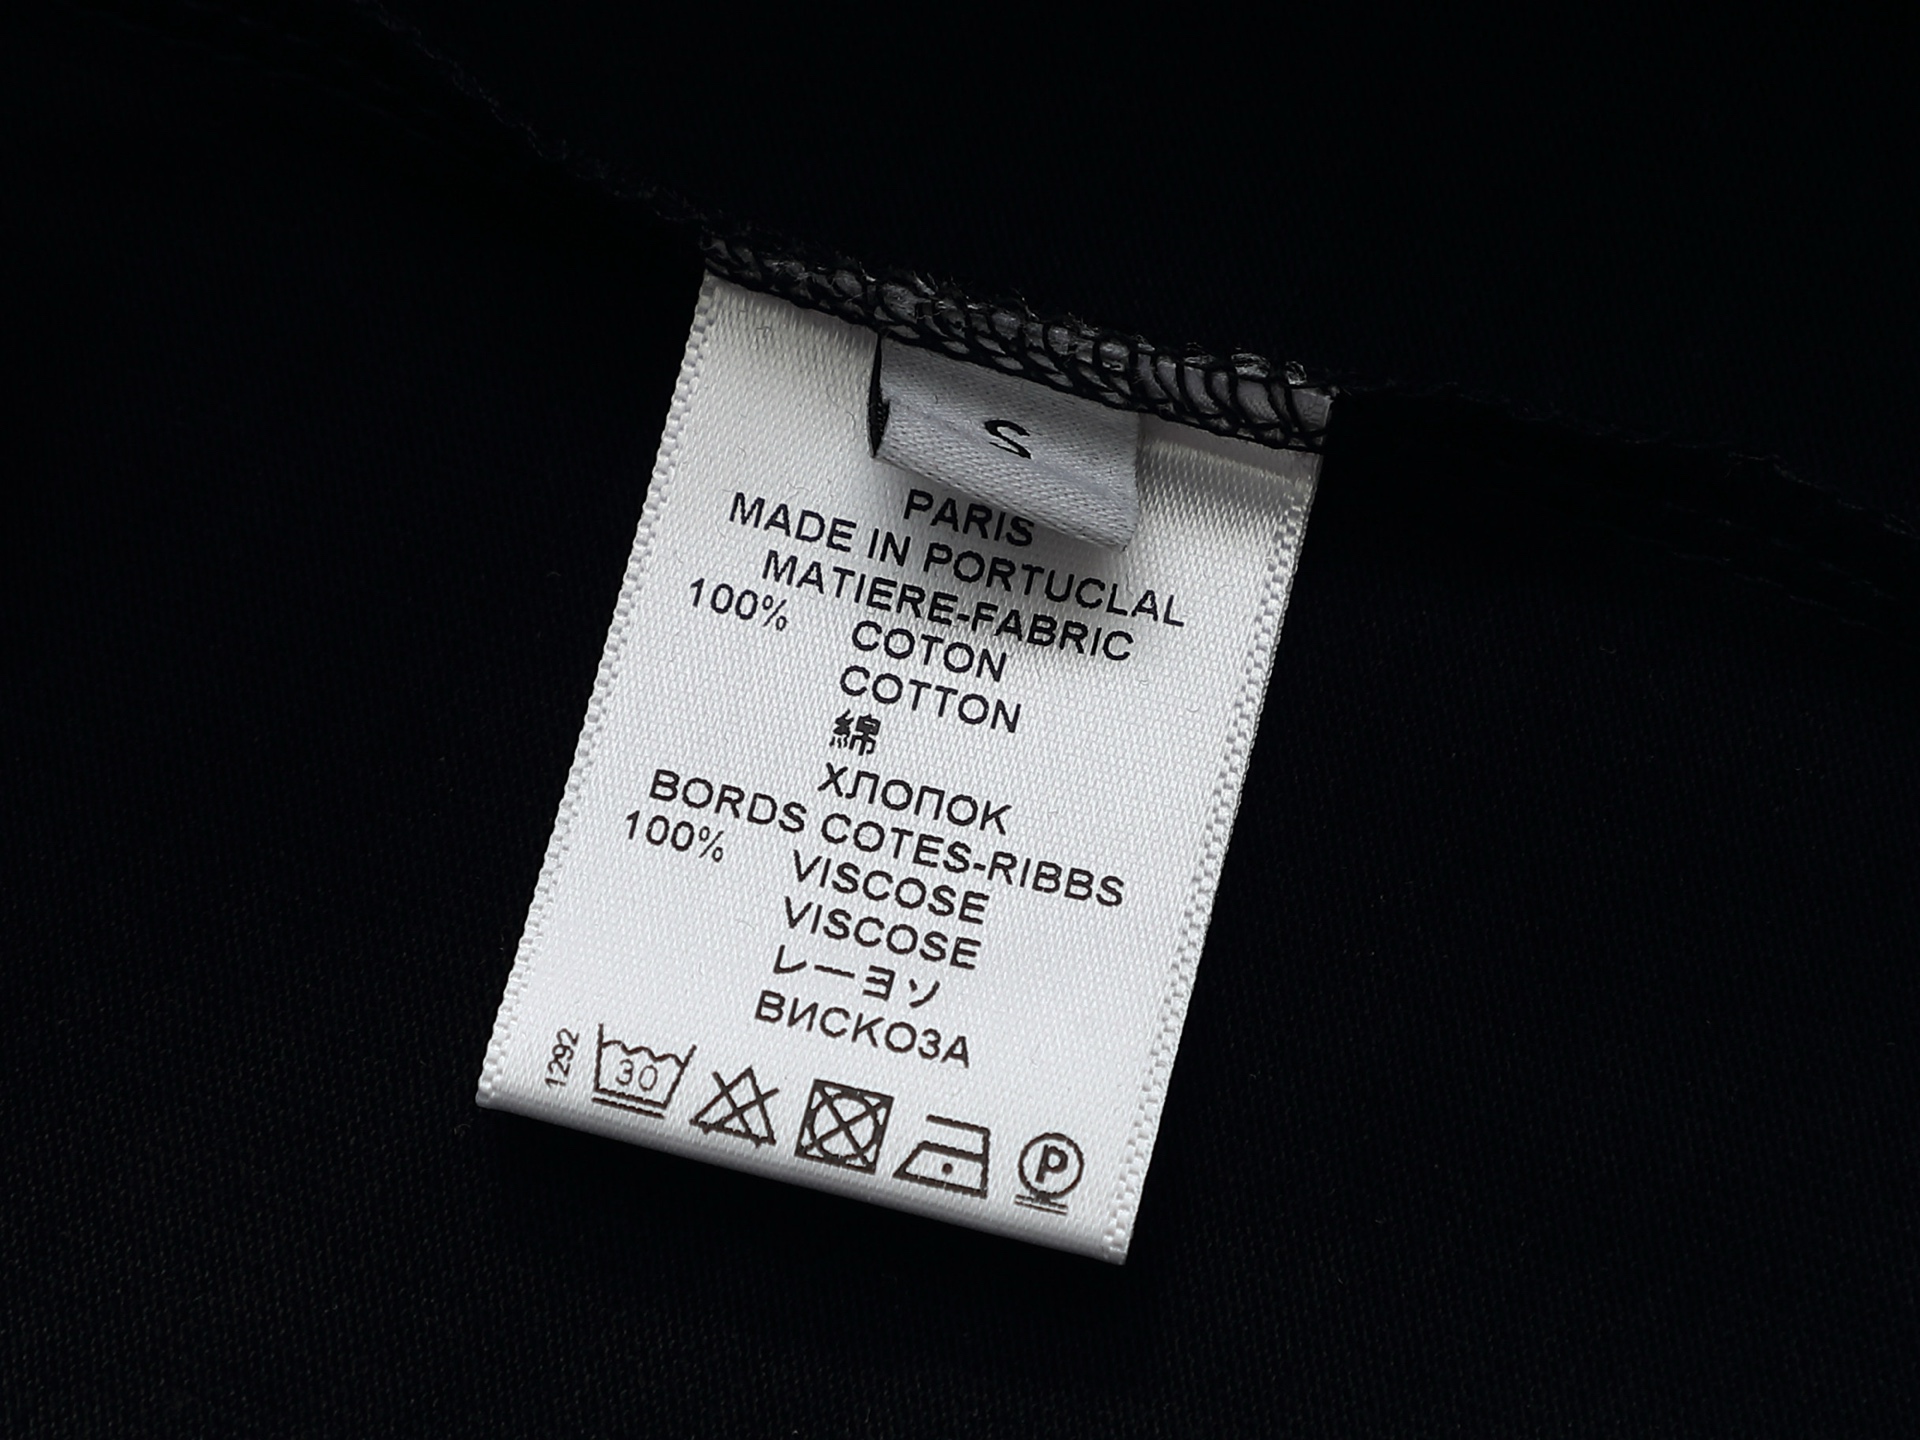 S
PARIS
MADE IN PORTUCLAL
MATIERE-FABRIC
100% COTON
COTTON
綿
ХЛОПОК
BORDS COTES-RIBBS
100% VISCOSE
VISCOSE
レーヨソ
ВИСКОЗА
1292
30
P